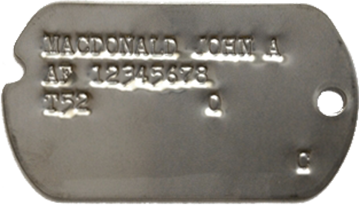 MACDONALD JOHN A
AF 12345678
T52 O
C